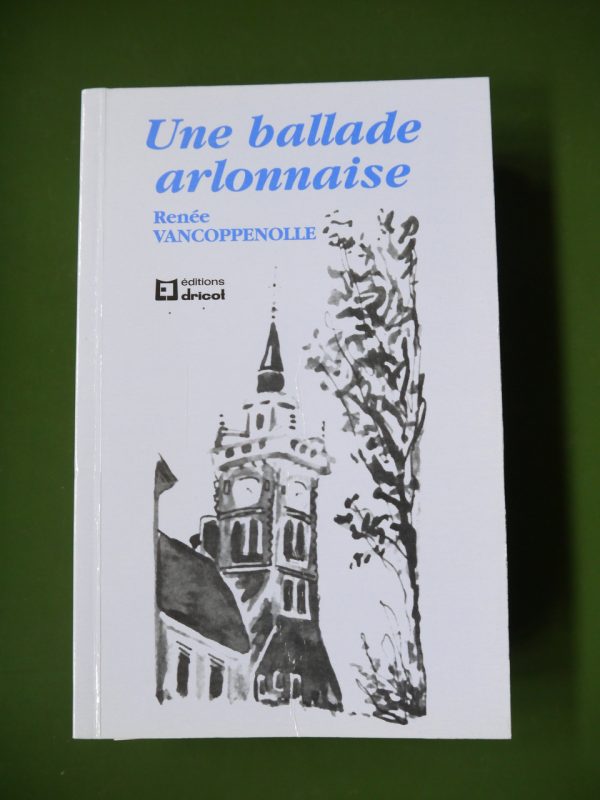 Une ballade
arlonnaise
Renée
VANCOPPENOLLE
éditions
dricot